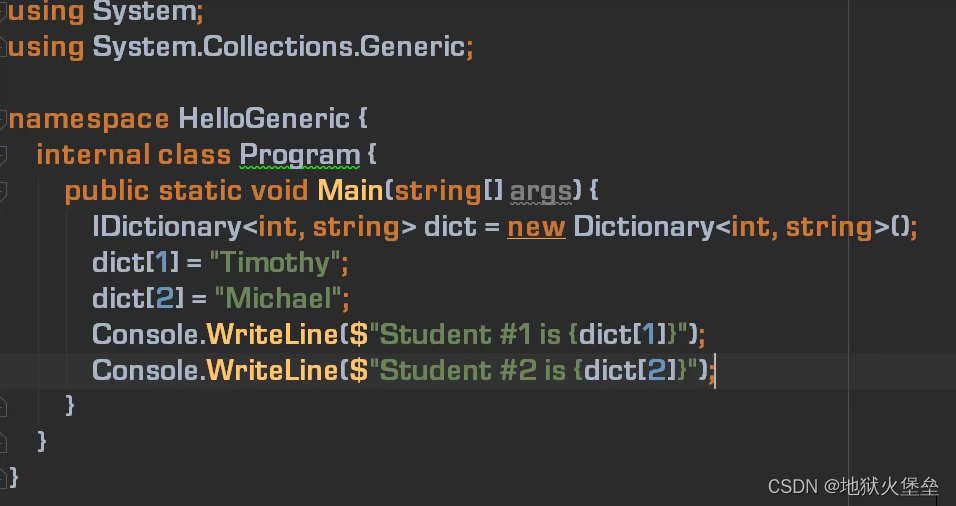 using System;
using System.Collections.Generic;
namespace HelloGeneric {
internal class Program {
public static void Main(string[] args) {
IDictionary<int, string> dict = new Dictionary<int, string>();
dict[1] = "Timothy";
dict[2] = "Michael";
Console.WriteLine($"Student #1 is {dict[1]}");
Console.WriteLine($"Student #2 is {dict[2]}");
}
}
}
CSDN @地狱火堡垒